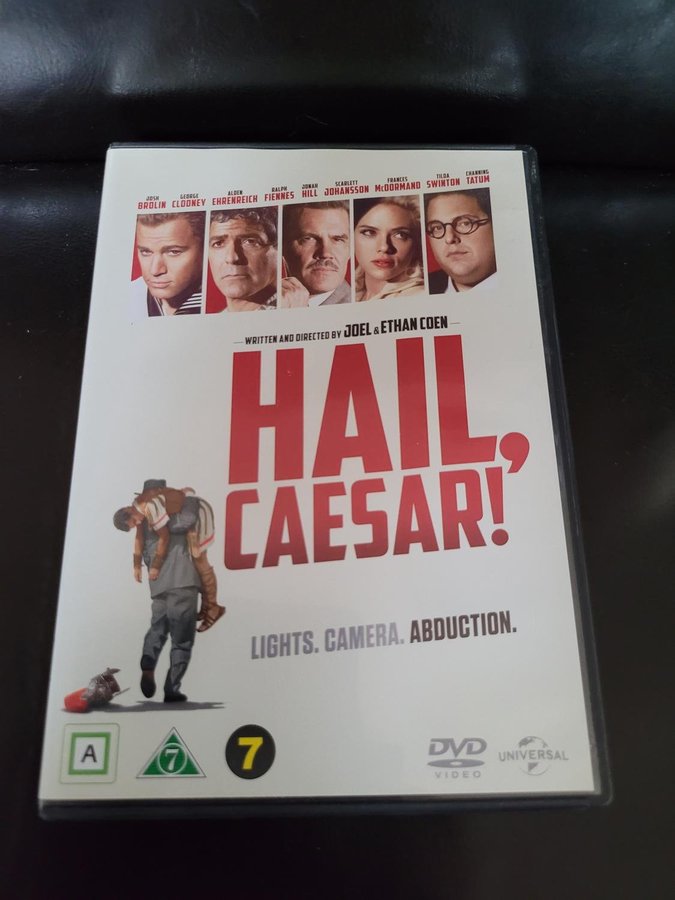 JOSH BROLIN GEORGE CLOONEY ALDEN EHRENREICH RALPH FIENNES JONAH HILL SCARLETT JOHANSSON FRANCES McDORMAND TILDA SWINTON CHANNING TATUM
WRITTEN AND DIRECTED BY JOEL & ETHAN COEN
HAIL,
CAESAR!
LIGHTS. CAMERA. ABDUCTION.
A 7 7 DVD VIDEO UNIVERSAL